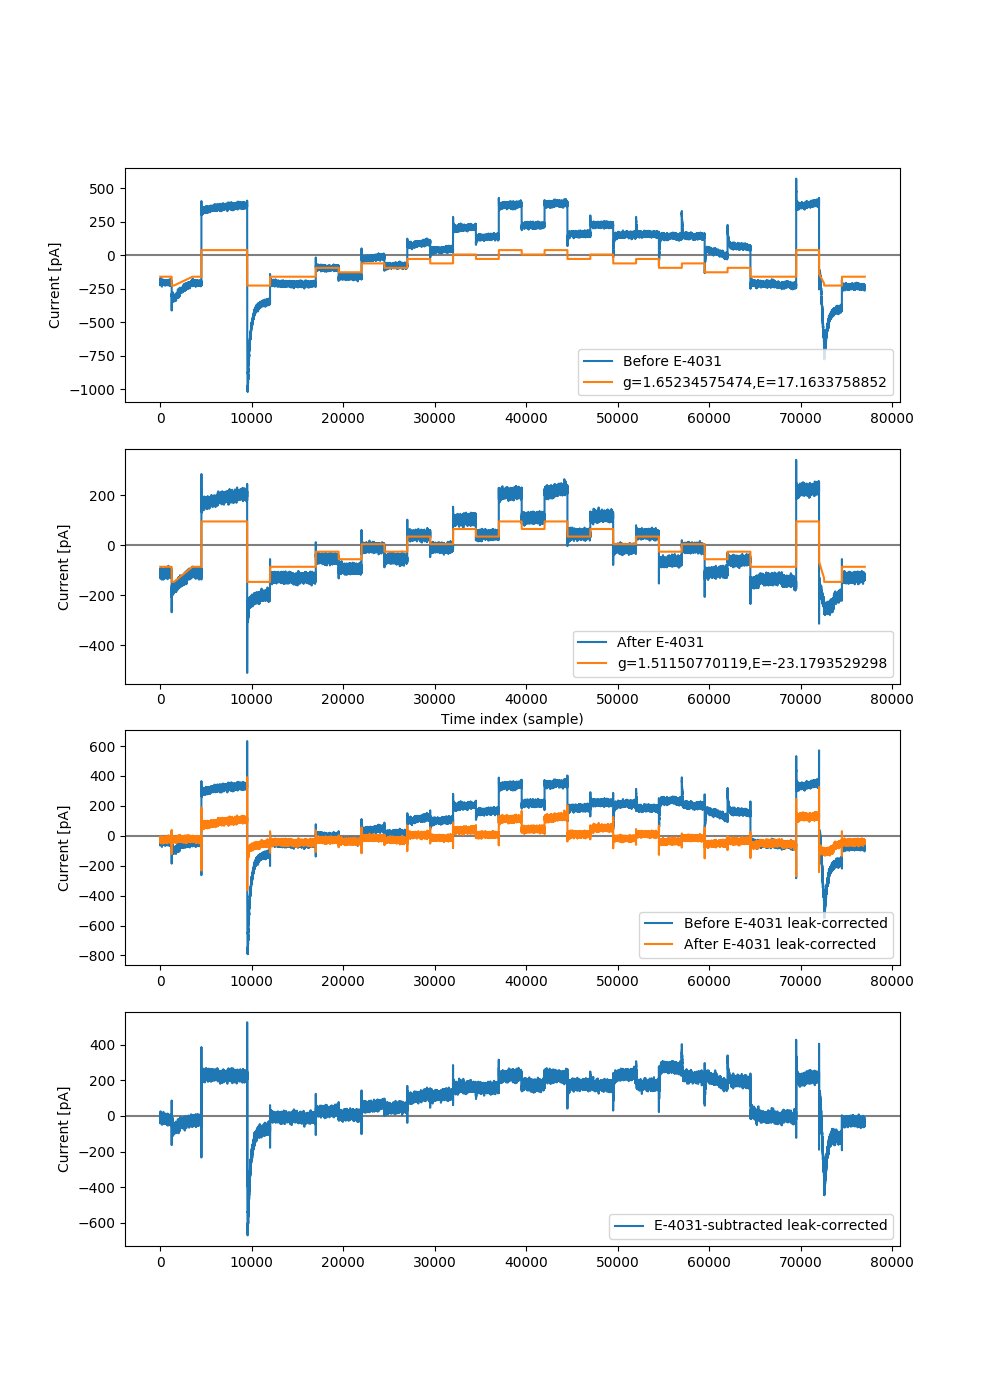 500
250
0
−250
−500
−750
−1000
Current [pA]
Before E-4031
g=1.65234575474,E=17.1633758852
0 10000 20000 30000 40000 50000 60000 70000 80000
200
0
−200
−400
Current [pA]
After E-4031
g=1.51150770119,E=-23.1793529298
0 10000 20000 30000 40000 50000 60000 70000 80000
Time index (sample)
600
400
200
0
−200
−400
−600
−800
Current [pA]
Before E-4031 leak-corrected
After E-4031 leak-corrected
0 10000 20000 30000 40000 50000 60000 70000 80000
400
200
0
−200
−400
−600
Current [pA]
E-4031-subtracted leak-corrected
0 10000 20000 30000 40000 50000 60000 70000 80000